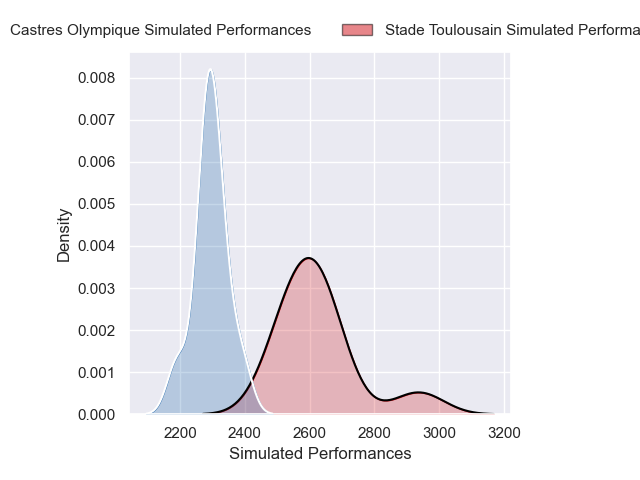 Castres Olympique Simulated Performances
Stade Toulousain Simulated Performa
0.008
0.007
0.006
0.005
0.004
0.003
0.002
0.001
0.000
Density
2200 2400 2600 2800 3000 3200
Simulated Performances